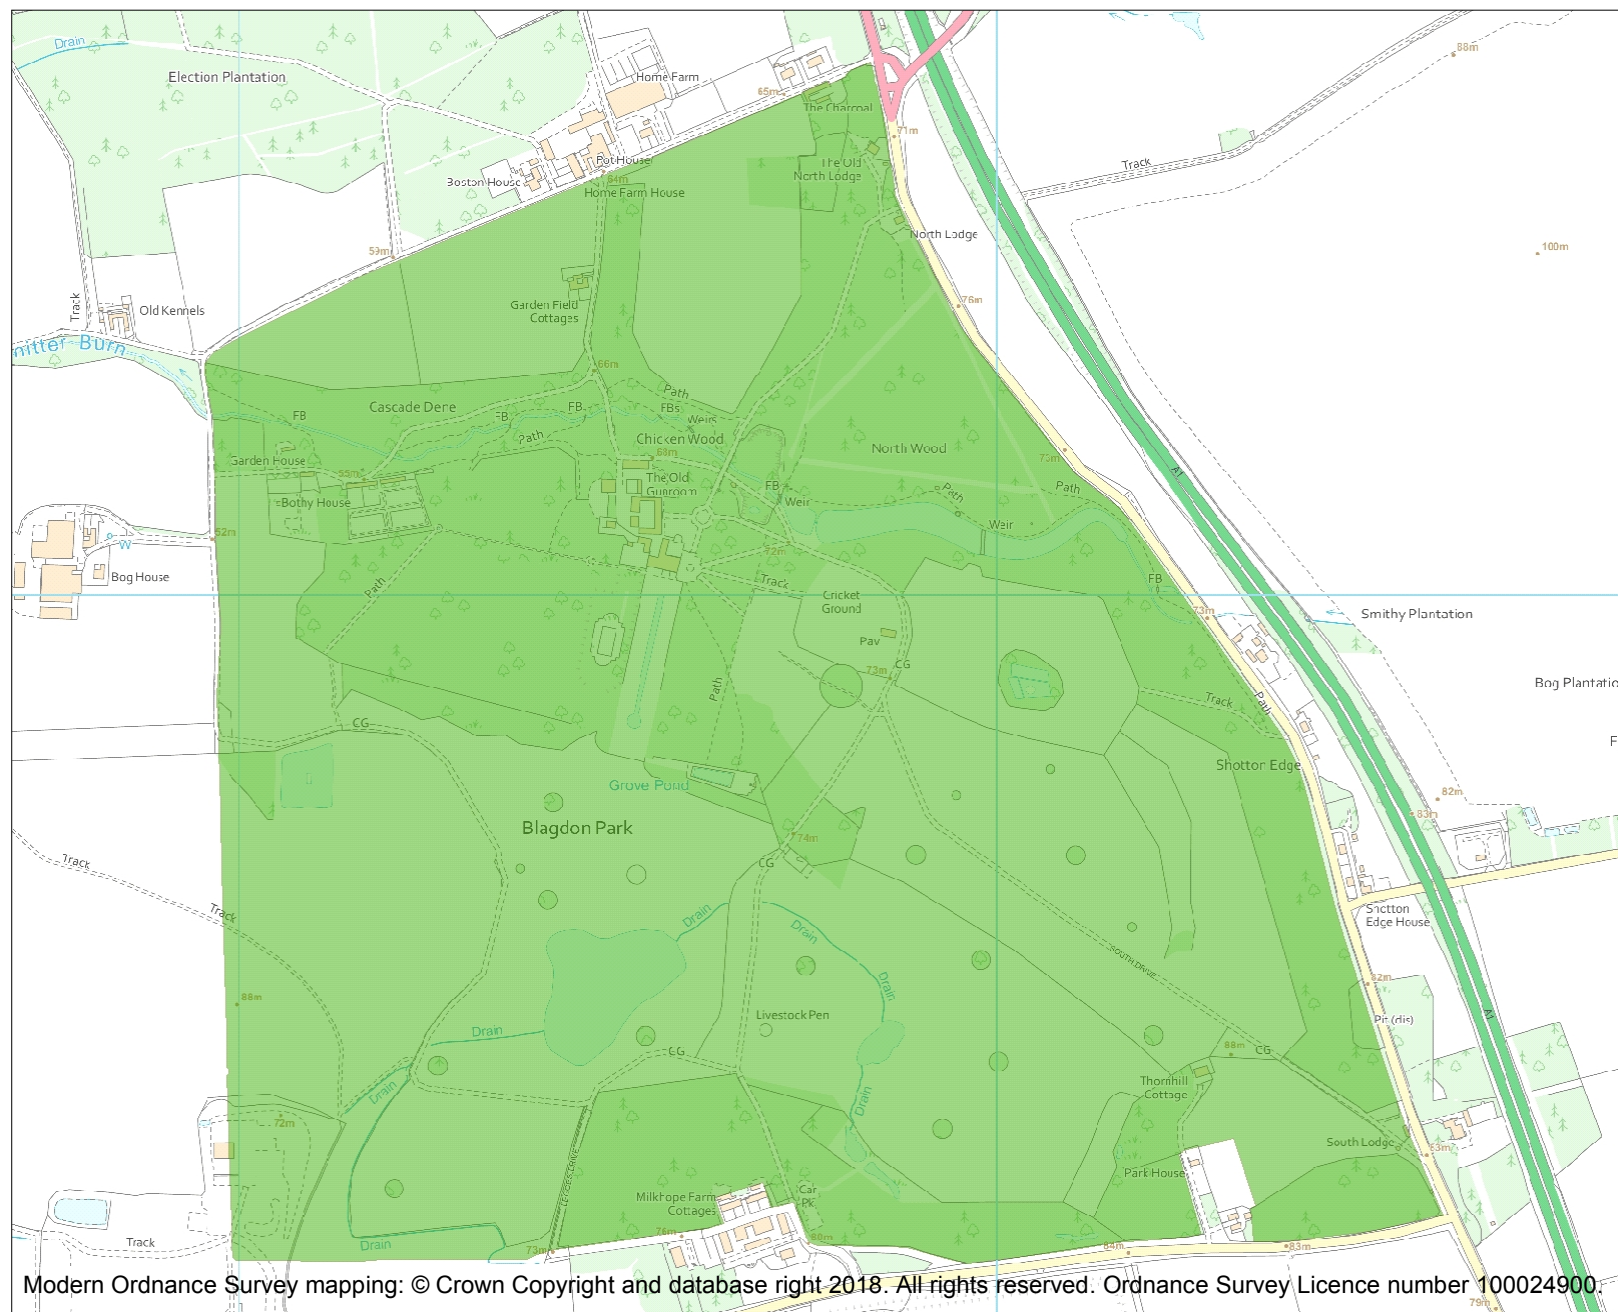 Drain
Election Plantation
Home Farm
88m
65m
The Charcoal
71m
Track
Pot House
The Old
North Lodge
Boston House
64m
Home Farm House
North Lodge
100m
59m
76m
Track
Old Kennels
Garden Field
Cottages
nitter Burn
66m
Path
Cascade Dene
FB
FB
FB
FBs
Weirs
Path
Chicken Wood
North Wood
Garden House
55m
68m
The Old
Gunroom
73m
A1
Bothy House
FB
Weir
Path
Path
Weir
52m
W
72m
Bog House
Path
Track
Cricket
Ground
FB
73m
Smithy Plantation
Pav
CG
73m
Path
Track
Path
Bog Plantatio
CG
F
Shotton Edge
Grove Pond
Blagdon Park
82m
83m
74m
Track
CG
Track
Drain
Drain
Shotton
Edge House
SOUTH DRIVE
Drain
82m
88m
Livestock Pen
Pit (dis)
A1
Drain
CG
88m
CG
Drain
Thornhill
Cottage
Drain
72m
South Lodge
83m
Park House
Milkhope Farm
Cottages
Car
Pk
Track
Drain
73m
76m
80m
84m
83m
Modern Ordnance Survey mapping: © Crown Copyright and database right 2018. All rights reserved. Ordnance Survey Licence number 100024900.
79m